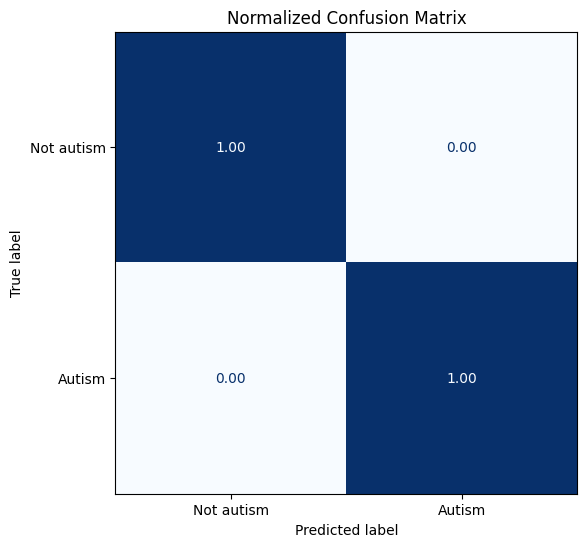 Normalized Confusion Matrix
True label
Not autism
1.00
0.00
Autism
0.00
1.00
Not autism
Autism
Predicted label